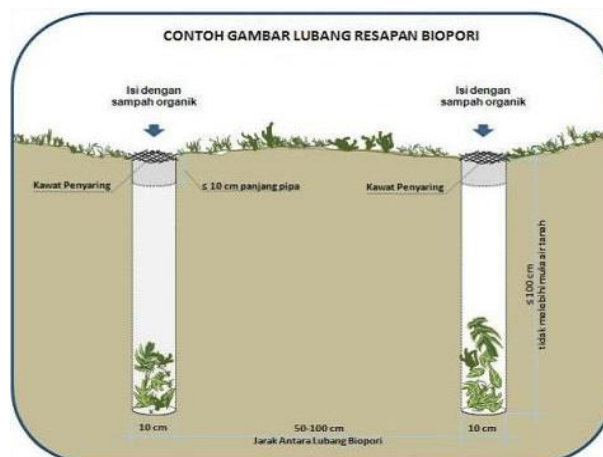 CONTOH GAMBAR LUBANG RESAPAN BIOPORI
Isi dengan
sampah organik
Isi dengan
sampah organik
Kawat Penyaring
≤ 10 cm panjang pipa
Kawat Penyaring
≤ 100 cm
tidak melebihi muka air tanah
10 cm
50-100 cm
10 cm
Jarak Antara Lubang Biopori